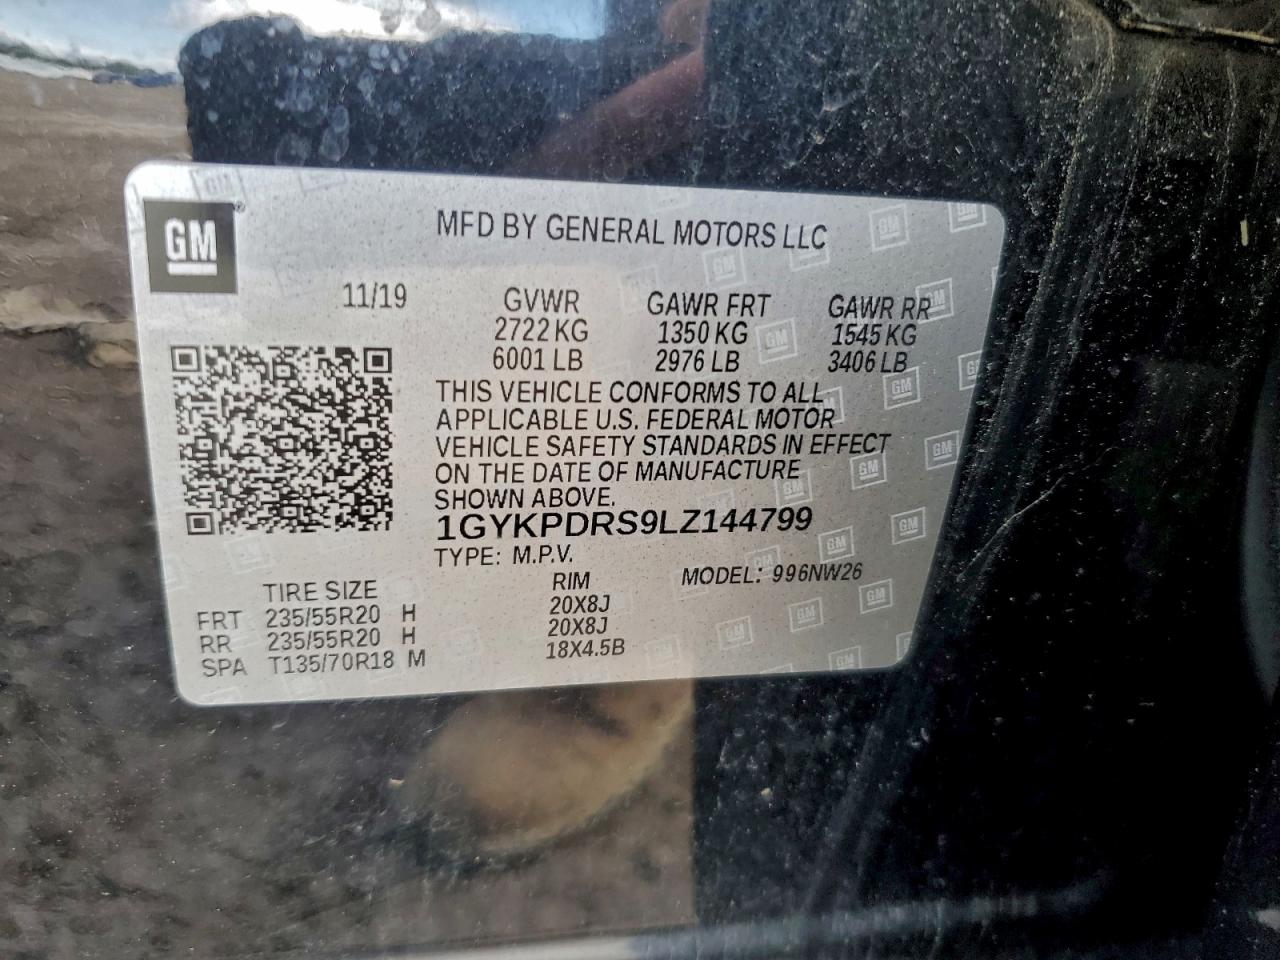 GM
MFD BY GENERAL MOTORS LLC
11/19 GVWR GAWR FRT GAWR RR
2722 KG 1350 KG 1545 KG
6001 LB 2976 LB 3406 LB
THIS VEHICLE CONFORMS TO ALL
APPLICABLE U.S. FEDERAL MOTOR
VEHICLE SAFETY STANDARDS IN EFFECT
ON THE DATE OF MANUFACTURE
SHOWN ABOVE.
1GYKPDRS9LZ144799
TYPE: M.P.V. MODEL: 996NW26
TIRE SIZE RIM
FRT 235/55R20 H 20X8J
RR 235/55R20 H 20X8J
SPA T135/70R18 M 18X4.5B